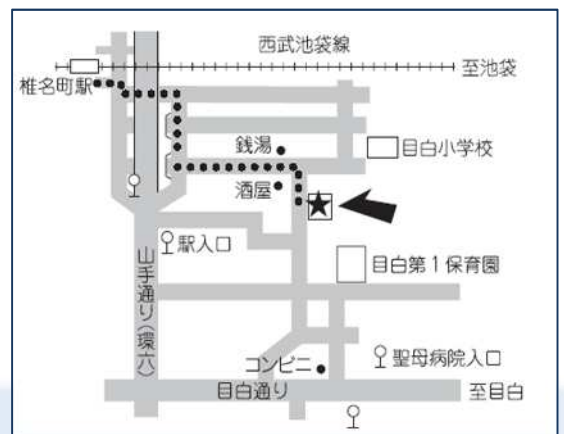 西武池袋線
至池袋
椎名町駅
銭湯
目白小学校
酒屋
駅入口
目白第1保育園
山手通り(環六)
コンビニ
聖母病院入口
目白通り
至目白